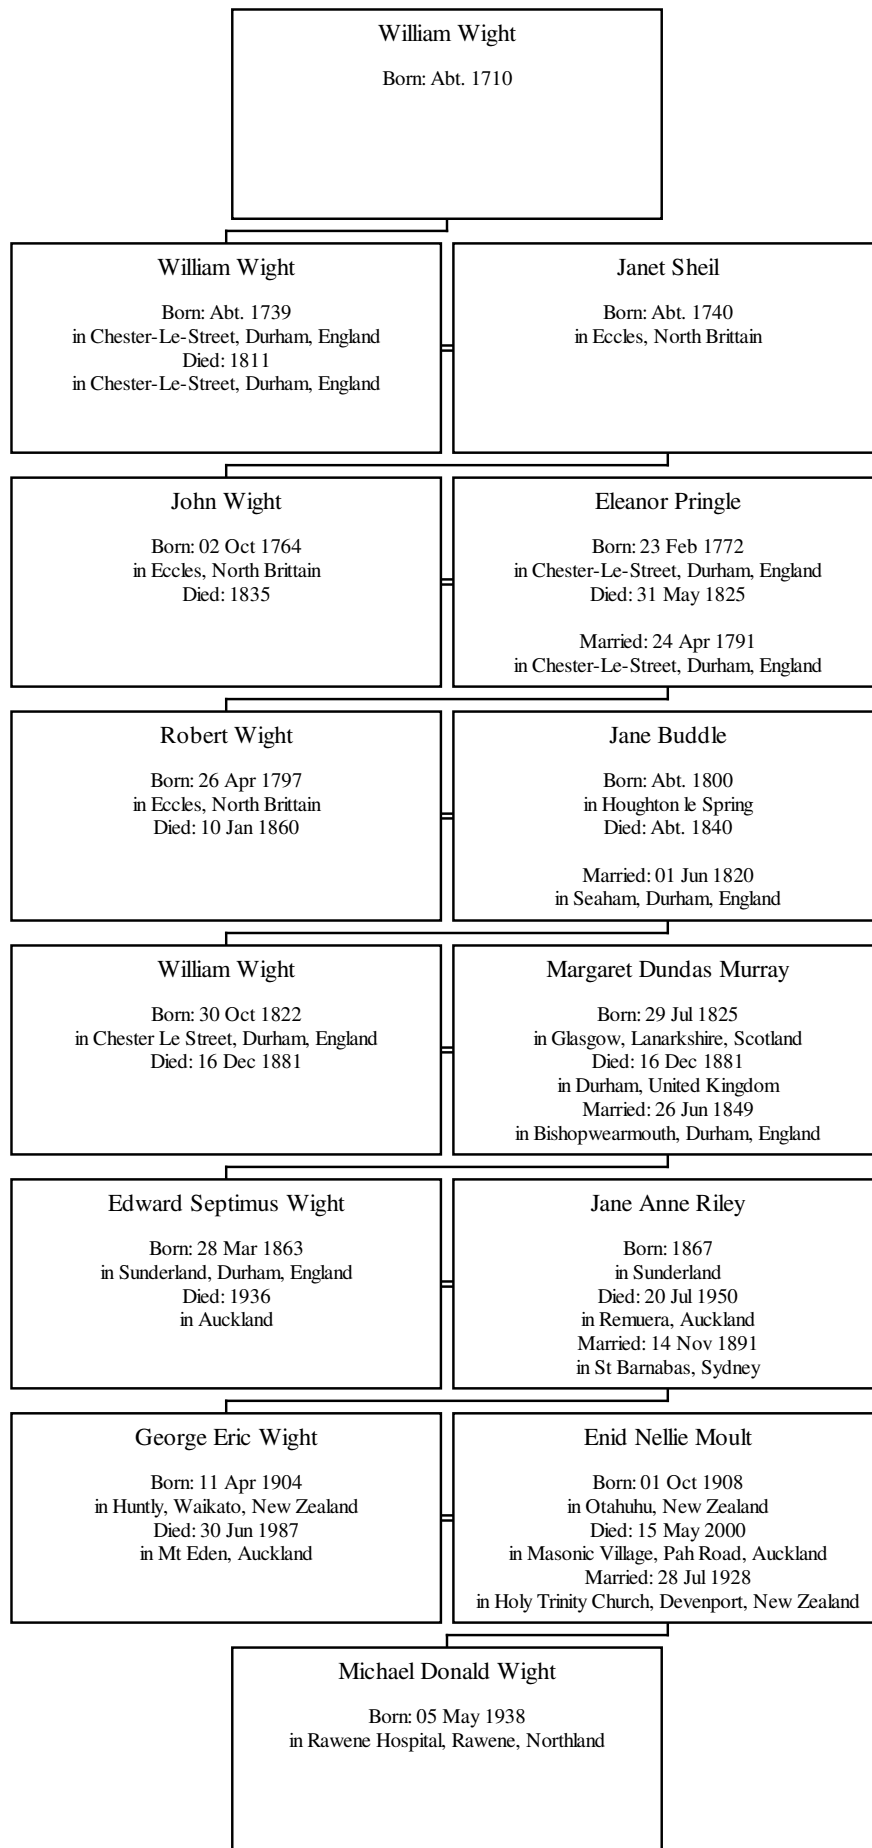 William Wight
Born: Abt. 1710
William Wight
Born: Abt. 1739
in Chester-Le-Street, Durham, England
Died: 1811
in Chester-Le-Street, Durham, England
Janet Sheil
Born: Abt. 1740
in Eccles, North Brittain
John Wight
Born: 02 Oct 1764
in Eccles, North Brittain
Died: 1835
Eleanor Pringle
Born: 23 Feb 1772
in Chester-Le-Street, Durham, England
Died: 31 May 1825
Married: 24 Apr 1791
in Chester-Le-Street, Durham, England
Robert Wight
Born: 26 Apr 1797
in Eccles, North Brittain
Died: 10 Jan 1860
Jane Buddle
Born: Abt. 1800
in Houghton le Spring
Died: Abt. 1840
Married: 01 Jun 1820
in Seaham, Durham, England
William Wight
Born: 30 Oct 1822
in Chester Le Street, Durham, England
Died: 16 Dec 1881
Margaret Dundas Murray
Born: 29 Jul 1825
in Glasgow, Lanarkshire, Scotland
Died: 16 Dec 1881
in Durham, United Kingdom
Married: 26 Jun 1849
in Bishopwearmouth, Durham, England
Edward Septimus Wight
Born: 28 Mar 1863
in Sunderland, Durham, England
Died: 1936
in Auckland
Jane Anne Riley
Born: 1867
in Sunderland
Died: 20 Jul 1950
in Remuera, Auckland
Married: 14 Nov 1891
in St Barnabas, Sydney
George Eric Wight
Born: 11 Apr 1904
in Huntly, Waikato, New Zealand
Died: 30 Jun 1987
in Mt Eden, Auckland
Enid Nellie Moult
Born: 01 Oct 1908
in Otahuhu, New Zealand
Died: 15 May 2000
in Masonic Village, Pah Road, Auckland
Married: 28 Jul 1928
in Holy Trinity Church, Devenport, New Zealand
Michael Donald Wight
Born: 05 May 1938
in Rawene Hospital, Rawene, Northland